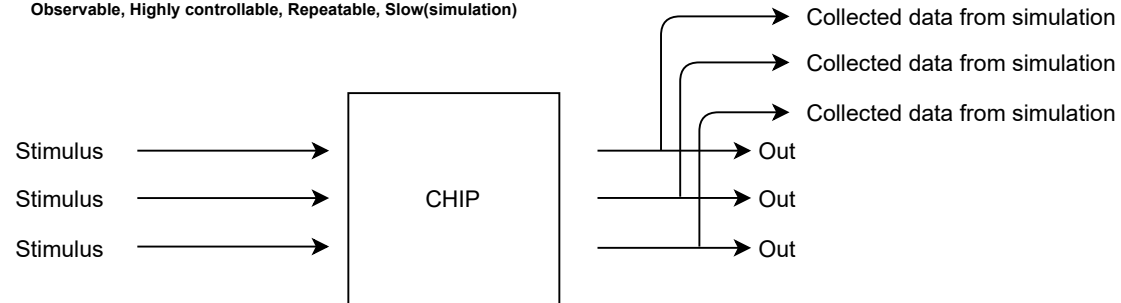 Observable, Highly controllable, Repeatable, Slow(simulation)
Collected data from simulation
Collected data from simulation
Collected data from simulation
Stimulus
Out
Stimulus
CHIP
Out
Stimulus
Out